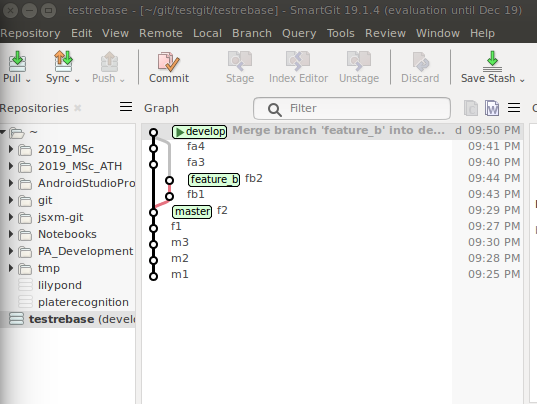 testrebase - [~/git/testgit/testrebase] - SmartGit 19.1.4 (evaluation until Dec 19)
Repository Edit View Remote Local Branch Query Tools Review Window Help
Pull Sync Push Commit Stage Index Editor Unstage Discard Save Stash
Repositories Graph Filter
~
2019_MSc
2019_MSc_ATH
AndroidStudioPro
git
jsxm-git
Notebooks
PA_Development
tmp
lilypond
platerecognition
testrebase (develo
develop Merge branch 'feature_b' into de... d 09:50 PM
fa4 09:41 PM
fa3 09:40 PM
feature_b fb2 09:44 PM
fb1 09:43 PM
master f2 09:29 PM
f1 09:27 PM
m3 09:30 PM
m2 09:28 PM
m1 09:25 PM